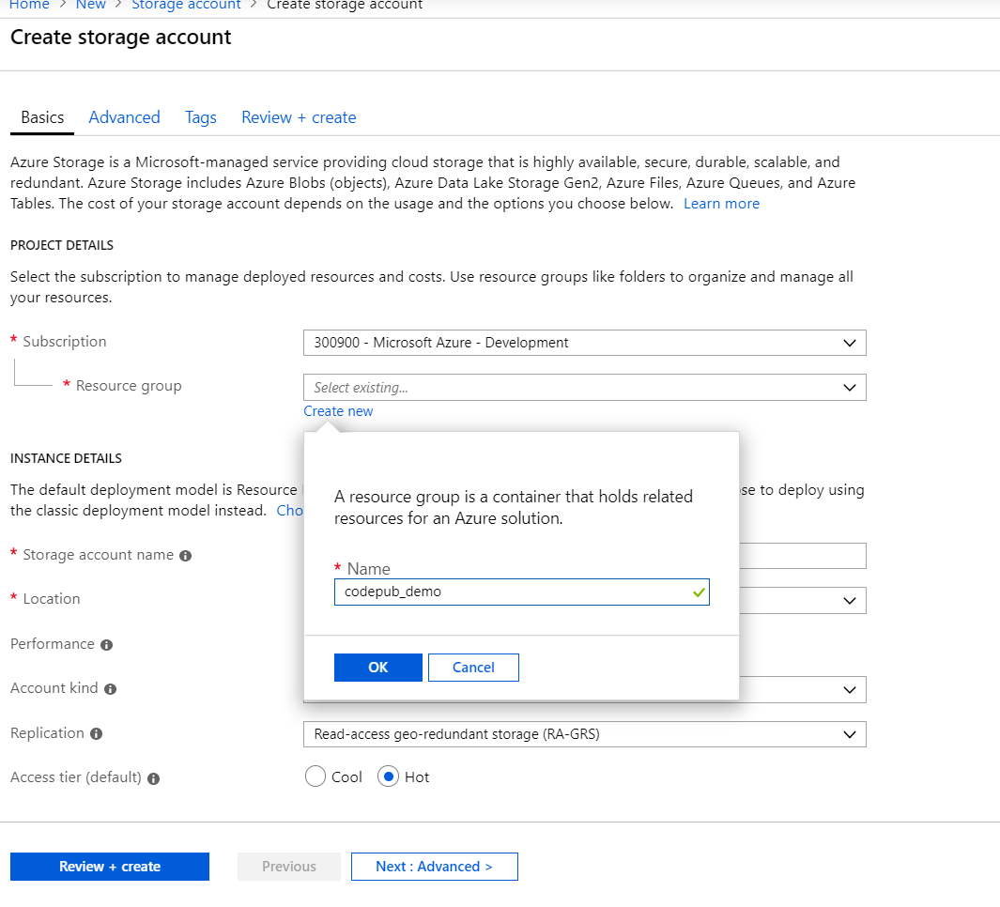 Home > New > Storage account > Create storage account
Create storage account
Basics Advanced Tags Review + create
Azure Storage is a Microsoft-managed service providing cloud storage that is highly available, secure, durable, scalable, and
redundant. Azure Storage includes Azure Blobs (objects), Azure Data Lake Storage Gen2, Azure Files, Azure Queues, and Azure
Tables. The cost of your storage account depends on the usage and the options you choose below. Learn more
PROJECT DETAILS
Select the subscription to manage deployed resources and costs. Use resource groups like folders to organize and manage all
your resources.
* Subscription
300900 - Microsoft Azure - Development
* Resource group
Select existing...
Create new
INSTANCE DETAILS
The default deployment model is Resource
to deploy using
the classic deployment model instead.
A resource group is a container that holds related
resources for an Azure solution.
* Name
codepub_demo
OK Cancel
* Storage account name
* Location
Performance
Account kind
Replication
Read-access geo-redundant storage (RA-GRS)
Access tier (default)
Cool Hot
Review + create Previous Next : Advanced >